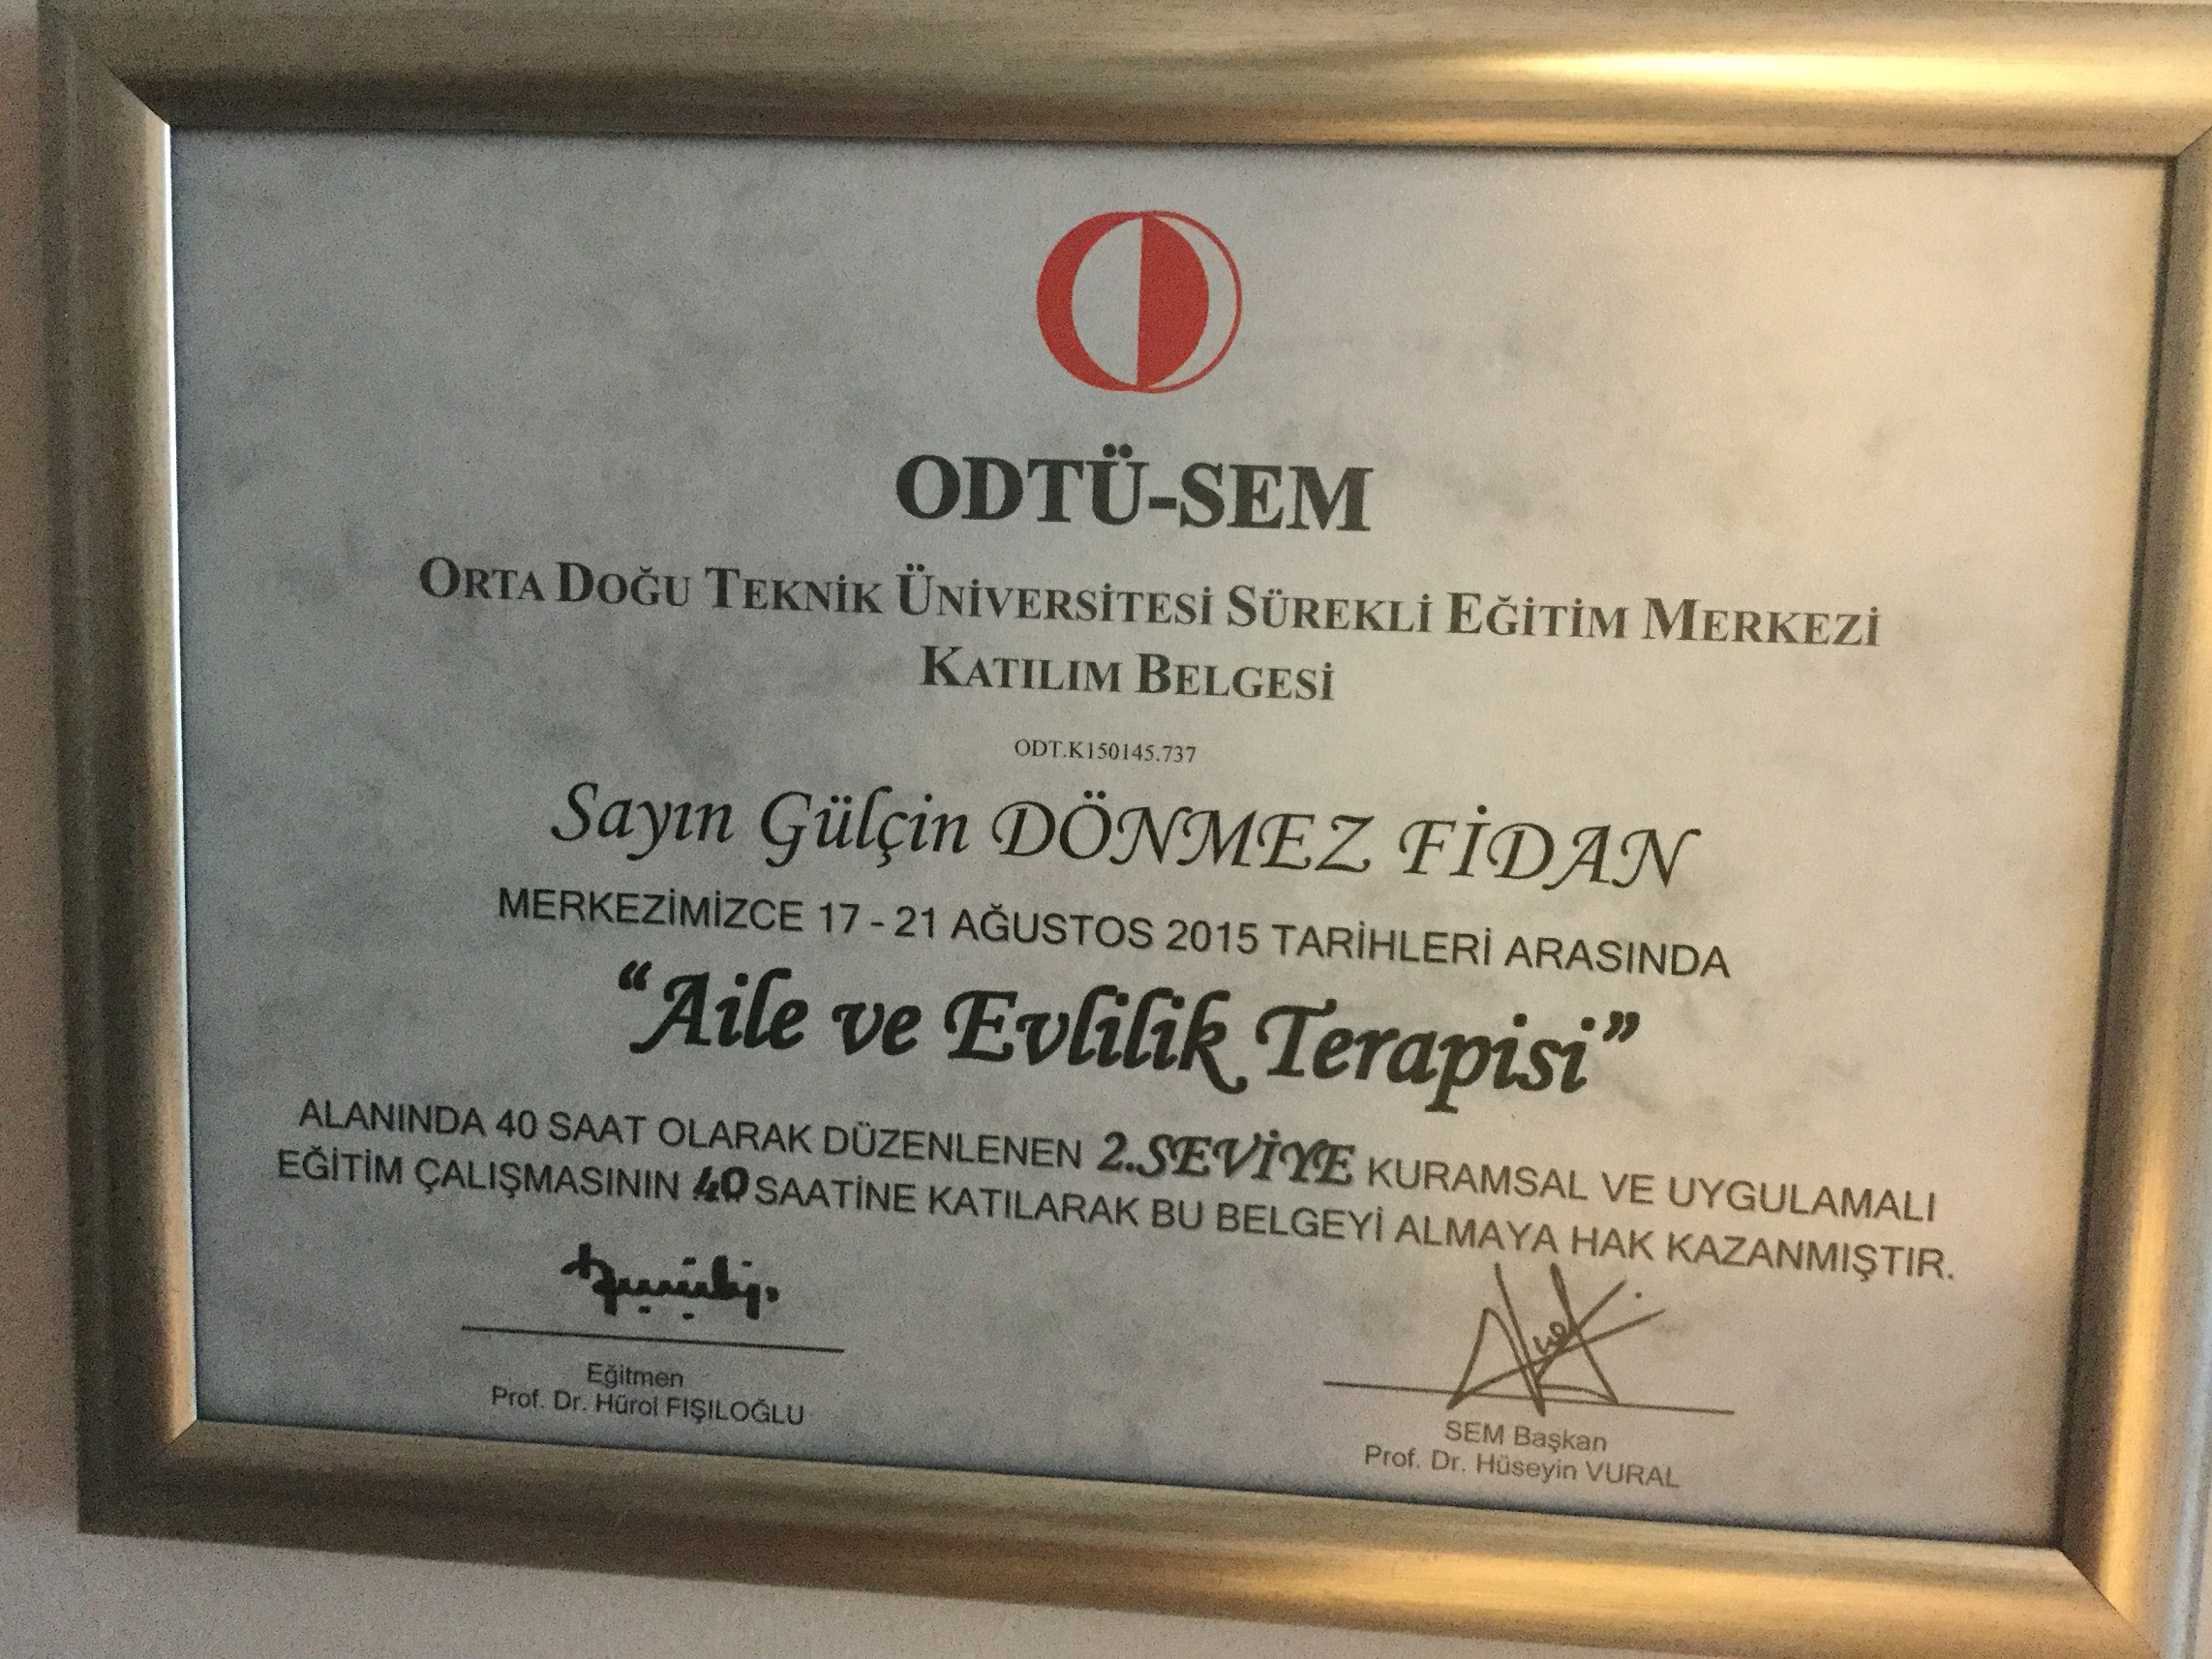 ODTÜ-SEM
ORTA DOĞU TEKNİK ÜNİVERSİTESİ SÜREKLİ EĞİTİM MERKEZİ
KATILIM BELGESİ
ODT.K150145.737
Sayın Gülçin DÖNMEZ FİDAN
MERKEZİMİZCE 17 - 21 AĞUSTOS 2015 TARİHLERİ ARASINDA
“Aile ve Evlilik Terapisi”
ALANINDA 40 SAAT OLARAK DÜZENLENEN 2.SEVİYE KURAMSAL VE UYGULAMALI
EĞİTİM ÇALIŞMASININ 40 SAATİNE KATILARAK BU BELGEYİ ALMAYA HAK KAZANMIŞTIR.
Eğitmen
Prof. Dr. Hürol FIŞILOĞLU
SEM Başkan
Prof. Dr. Hüseyin VURAL